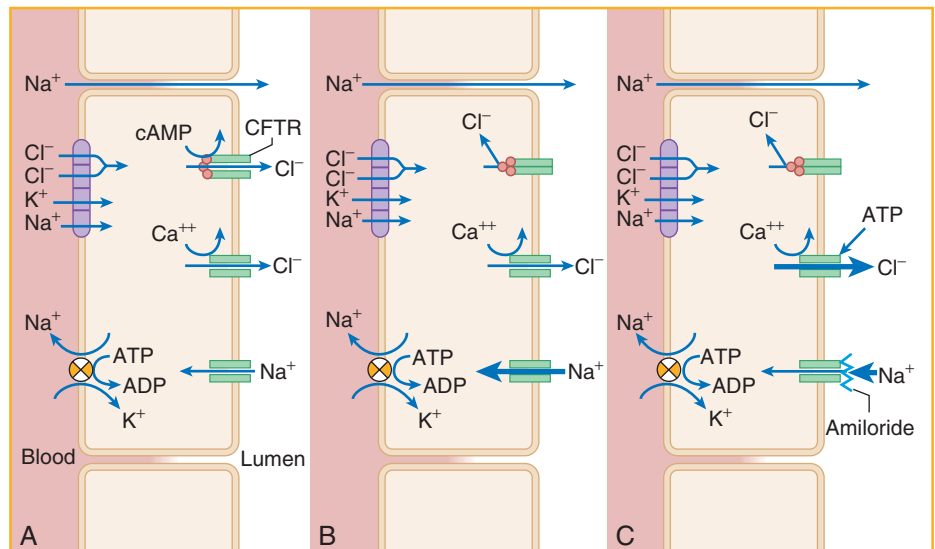 Na⁺
cAMP
CFTR
Cl⁻
Cl⁻
Cl⁻
K⁺
Na⁺
Ca⁺⁺
Cl⁻
Na⁺
ATP
ADP
Na⁺
K⁺
Blood
Lumen
A
Na⁺
Cl⁻
Cl⁻
Cl⁻
K⁺
Na⁺
Ca⁺⁺
Cl⁻
Na⁺
ATP
ADP
Na⁺
K⁺
B
Na⁺
Cl⁻
Cl⁻
Cl⁻
K⁺
Na⁺
ATP
Ca⁺⁺
Cl⁻
Na⁺
ATP
ADP
Na⁺
K⁺
Amiloride
C